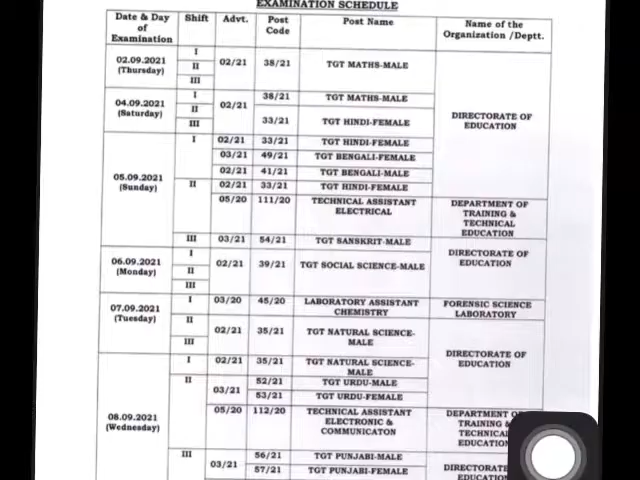 EXAMINATION SCHEDULE
Date & Day of Examination Shift Advt. Post Code Post Name Name of the Organization /Deptt.
02.09.2021 (Thursday) I II III 02/21 38/21 TGT MATHS-MALE DIRECTORATE OF EDUCATION
04.09.2021 (Saturday) I II III 02/21 38/21 TGT MATHS-MALE
33/21 TGT HINDI-FEMALE
05.09.2021 (Sunday) I 02/21 33/21 TGT HINDI-FEMALE
03/21 49/21 TGT BENGALI-FEMALE
02/21 41/21 TGT BENGALI-MALE
II 02/21 33/21 TGT HINDI-FEMALE
05/20 111/20 TECHNICAL ASSISTANT ELECTRICAL DEPARTMENT OF TRAINING & TECHNICAL EDUCATION
III 03/21 54/21 TGT SANSKRIT-MALE DIRECTORATE OF EDUCATION
06.09.2021 (Monday) I II III 02/21 39/21 TGT SOCIAL SCIENCE-MALE
07.09.2021 (Tuesday) I 03/20 45/20 LABORATORY ASSISTANT CHEMISTRY FORENSIC SCIENCE LABORATORY
II III 02/21 35/21 TGT NATURAL SCIENCE-MALE DIRECTORATE OF EDUCATION
08.09.2021 (Wednesday) I 02/21 35/21 TGT NATURAL SCIENCE-MALE
II 03/21 52/21 TGT URDU-MALE
53/21 TGT URDU-FEMALE
05/20 112/20 TECHNICAL ASSISTANT ELECTRONIC & COMMUNICATON DEPARTMENT TRAINING & TECHNICAL EDUCATION
III 03/21 56/21 TGT PUNJABI-MALE
57/21 TGT PUNJABI-FEMALE